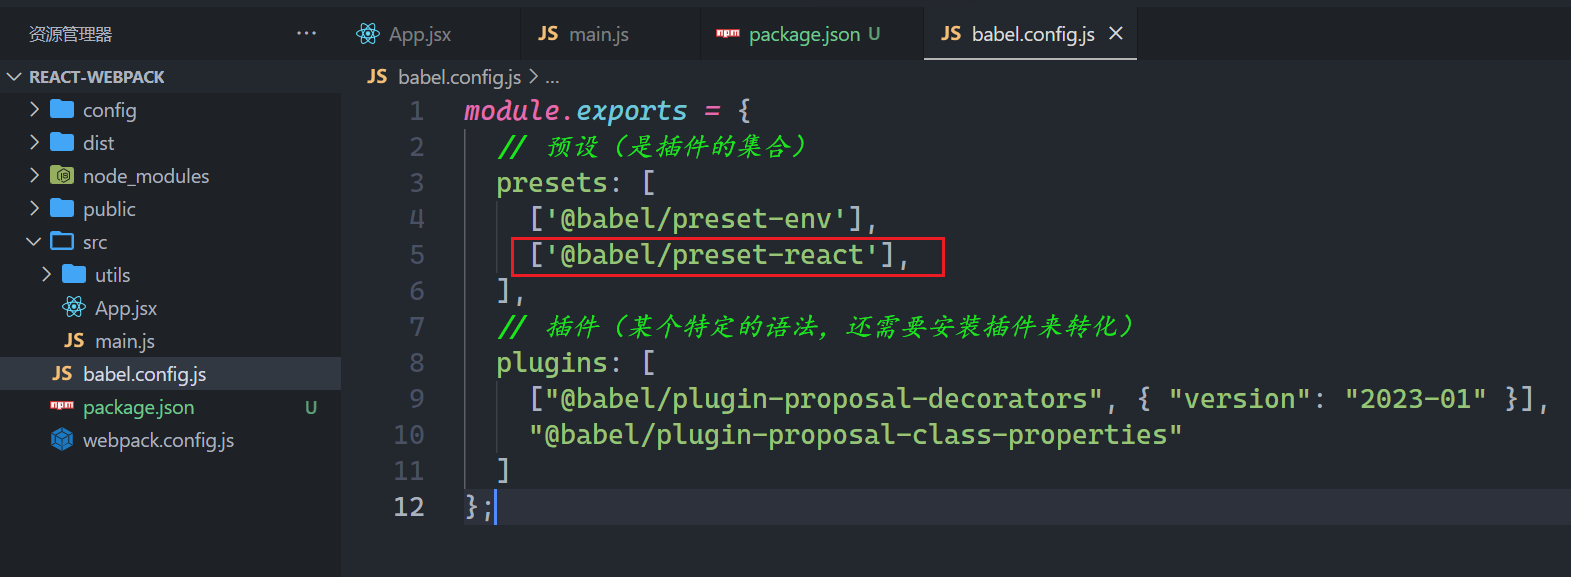 资源管理器 ···
App.jsx
JS main.js
npm package.json U
JS babel.config.js
REACT-WEBPACK
config
dist
node_modules
public
src
utils
App.jsx
JS main.js
JS babel.config.js
npm package.json U
webpack.config.js
JS babel.config.js > ...
1 module.exports = {
2 // 预设（是插件的集合）
3 presets: [
4 ['@babel/preset-env'],
5 ['@babel/preset-react'],
6 ],
7 // 插件（某个特定的语法，还需要安装插件来转化）
8 plugins: [
9 ["@babel/plugin-proposal-decorators", { "version": "2023-01" }],
10 "@babel/plugin-proposal-class-properties"
11 ]
12 };